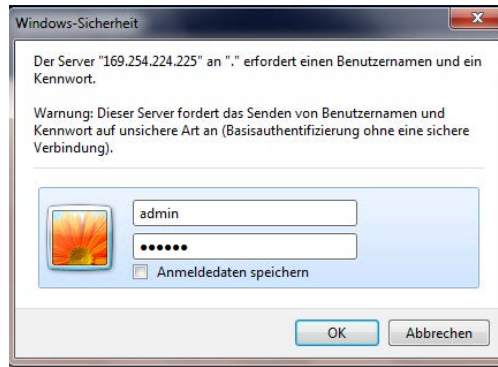 Windows-Sicherheit
Der Server "169.254.224.225" an "." erfordert einen Benutzernamen und ein
Kennwort.
Warnung: Dieser Server fordert das Senden von Benutzernamen und
Kennwort auf unsichere Art an (Basisauthentifizierung ohne eine sichere
Verbindung).
admin
••••••
Anmeldedaten speichern
OK
Abbrechen